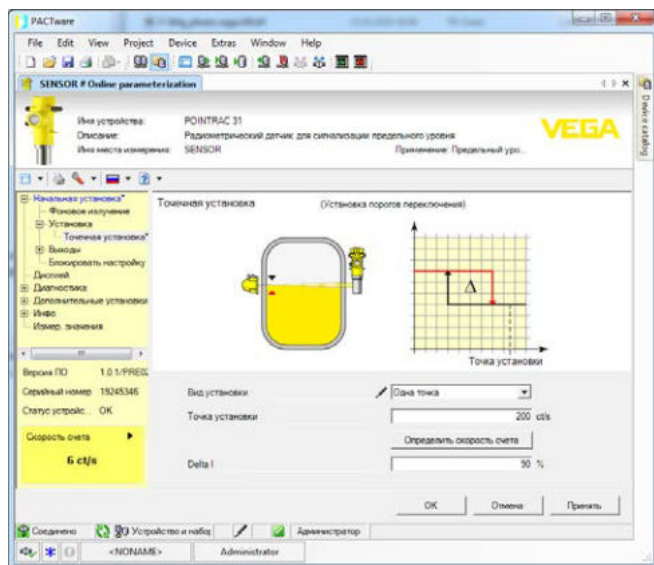 PACTware
File Edit View Project Device Extras Window Help
SENSOR # Online parameterization
Имя устройства: POINTRAC 31
Описание: Радиометрический датчик для сигнализации предельного уровня
Имя места измерения: SENSOR Применение: Предельный уро...
VEGA
Device catalog
Начальная установка*
Фоновое излучение
Установка
Точечная установка*
Выходы
Блокировать настройку
Дисплей
Диагностика
Дополнительные установки
Инфо
Измер. значения
Версия ПО 1.0.1/PRE02
Серийный номер 19245346
Статус устройс... OK
Скорость счета
6 ct/s
Точечная установка (Установка порогов переключения)
Δ
Точка установки
Вид установки Одна точка
Точка установки 200 ct/s
Определить скорость счета
Delta I 90 %
OK Отмена Принять
Соединено Устройство и набор Администратор
<NONAME> Administrator